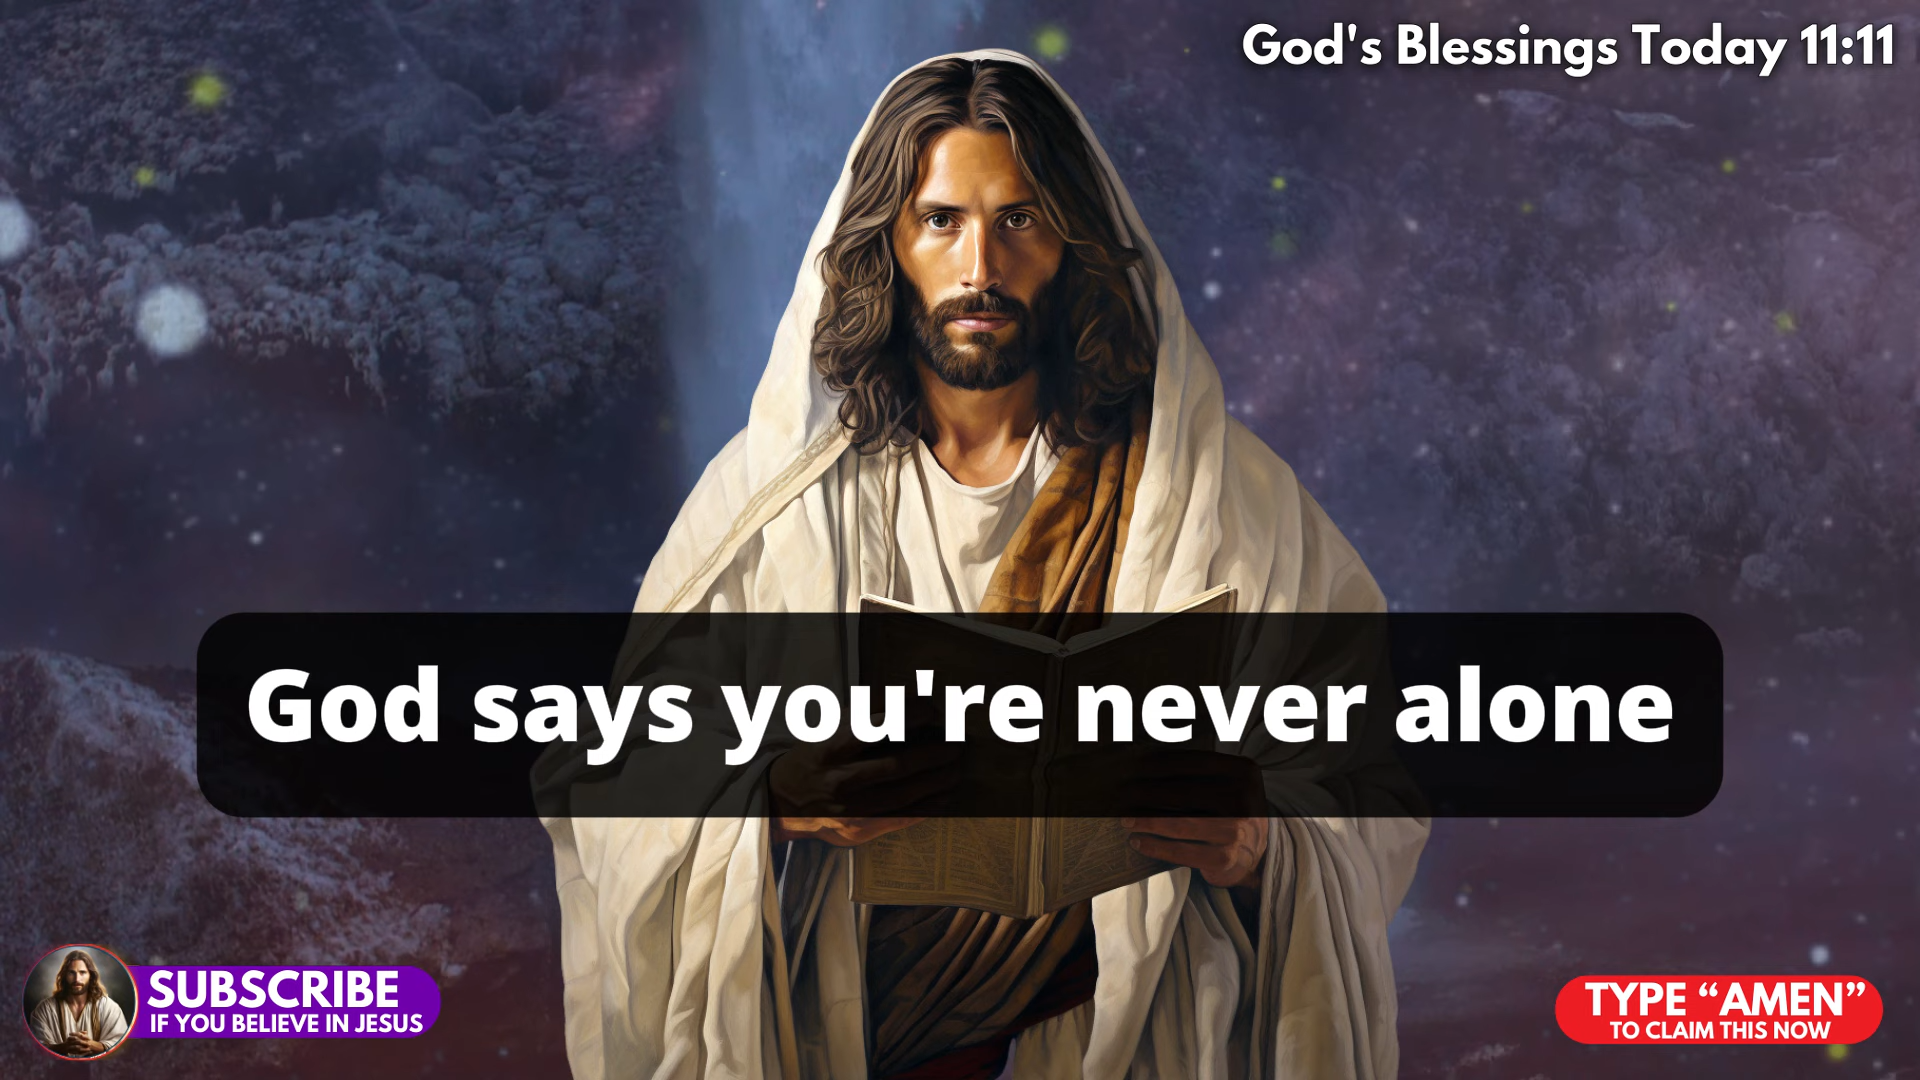 God's Blessings Today 11:11
God says you're never alone
SUBSCRIBE
IF YOU BELIEVE IN JESUS
TYPE “AMEN”
TO CLAIM THIS NOW